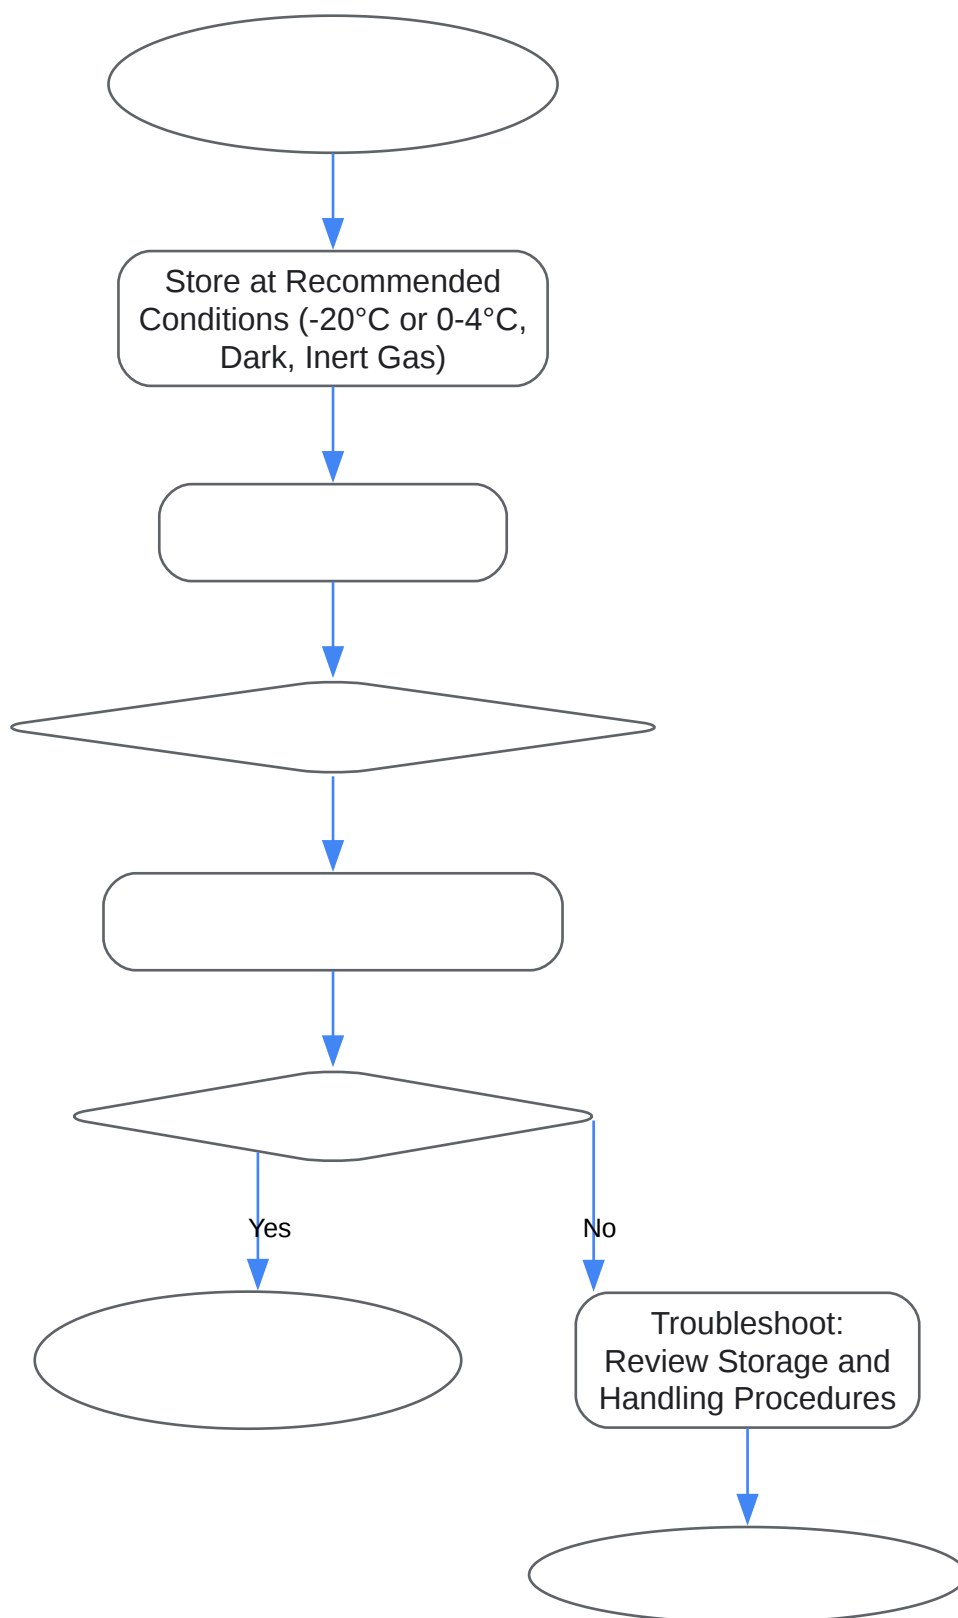 Store at Recommended
Conditions (-20°C or 0-4°C,
Dark, Inert Gas)
Yes
No
Troubleshoot:
Review Storage and
Handling Procedures